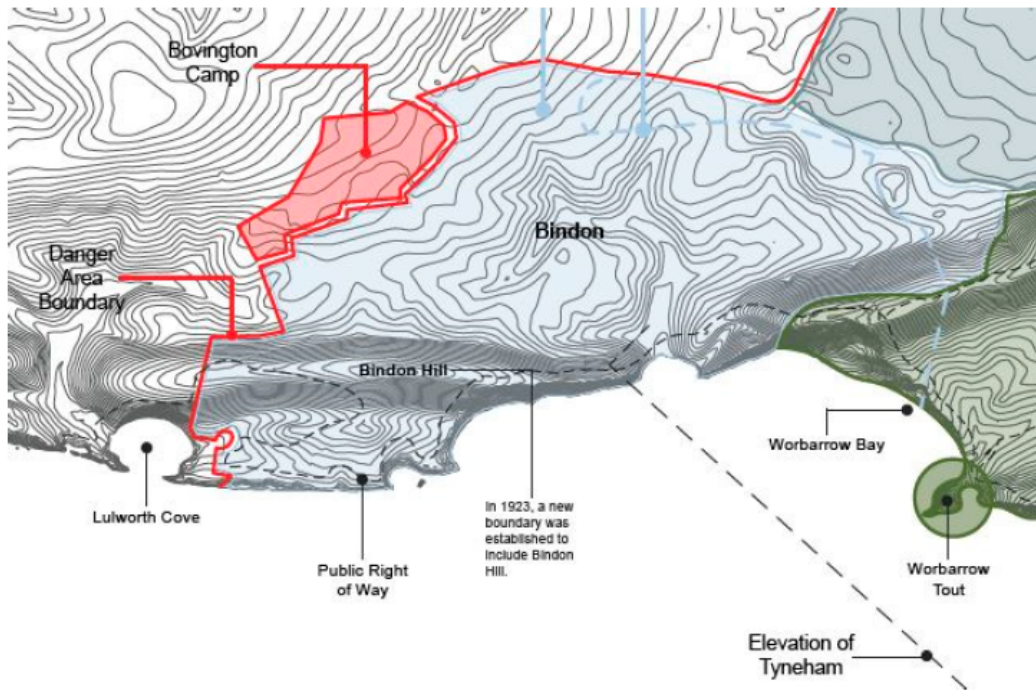 Bovington
Camp
Bindon
Danger
Area
Boundary
Bindon Hill
Worbarrow Bay
Lulworth Cove
In 1923, a new
boundary was
established to
include Bindon
Hill.
Public Right
of Way
Worbarrow
Tout
Elevation of
Tyneham